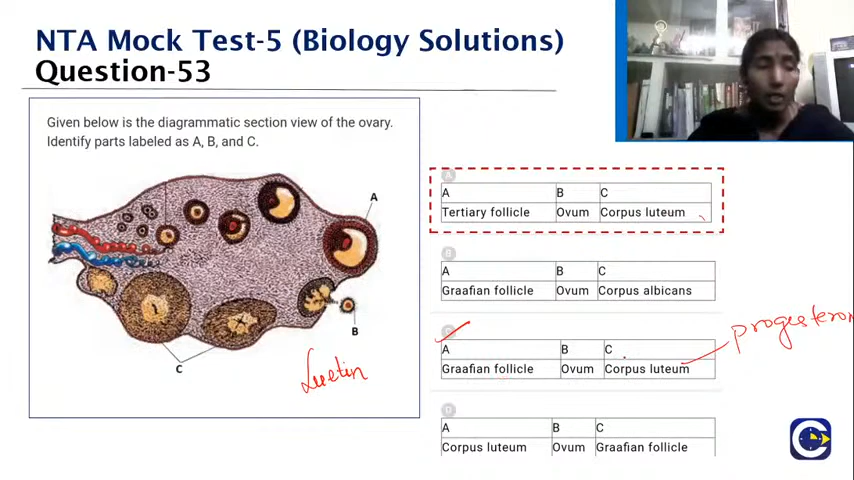 NTA Mock Test-5 (Biology Solutions)
Question-53
Given below is the diagrammatic section view of the ovary.
Identify parts labeled as A, B, and C.
A
B
C
Luetin
A
A B C
Tertiary follicle Ovum Corpus luteum
B
A B C
Graafian follicle Ovum Corpus albicans
C
A B C
Graafian follicle Ovum Corpus luteum
progesteron
D
A B C
Corpus luteum Ovum Graafian follicle